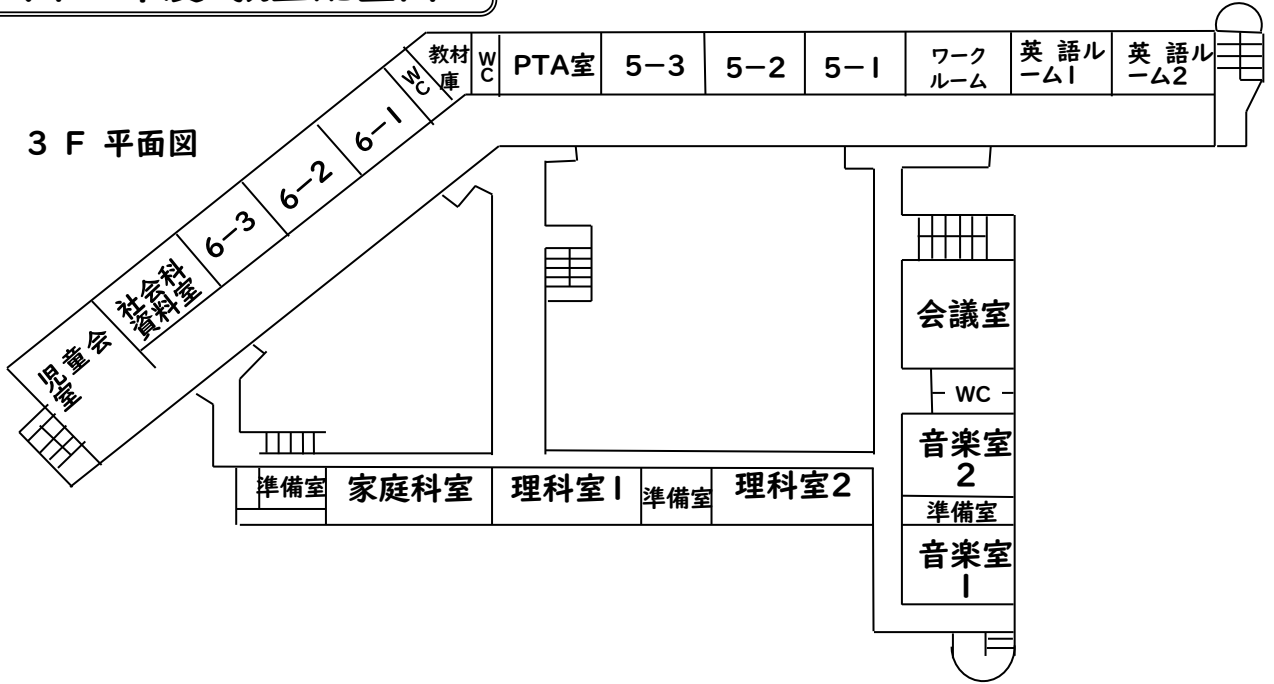 3 F 平面図
児童会
室
社会科
資料室
6-3
6-2
6-1
WC
教材
庫
WC
PTA室
5-3
5-2
5-1
ワーク
ルーム
英 語ル
ーム1
英 語ル
ーム2
会議室
WC
音楽室
2
準備室
音楽室
1
準備室
家庭科室
理科室1
準備室
理科室2